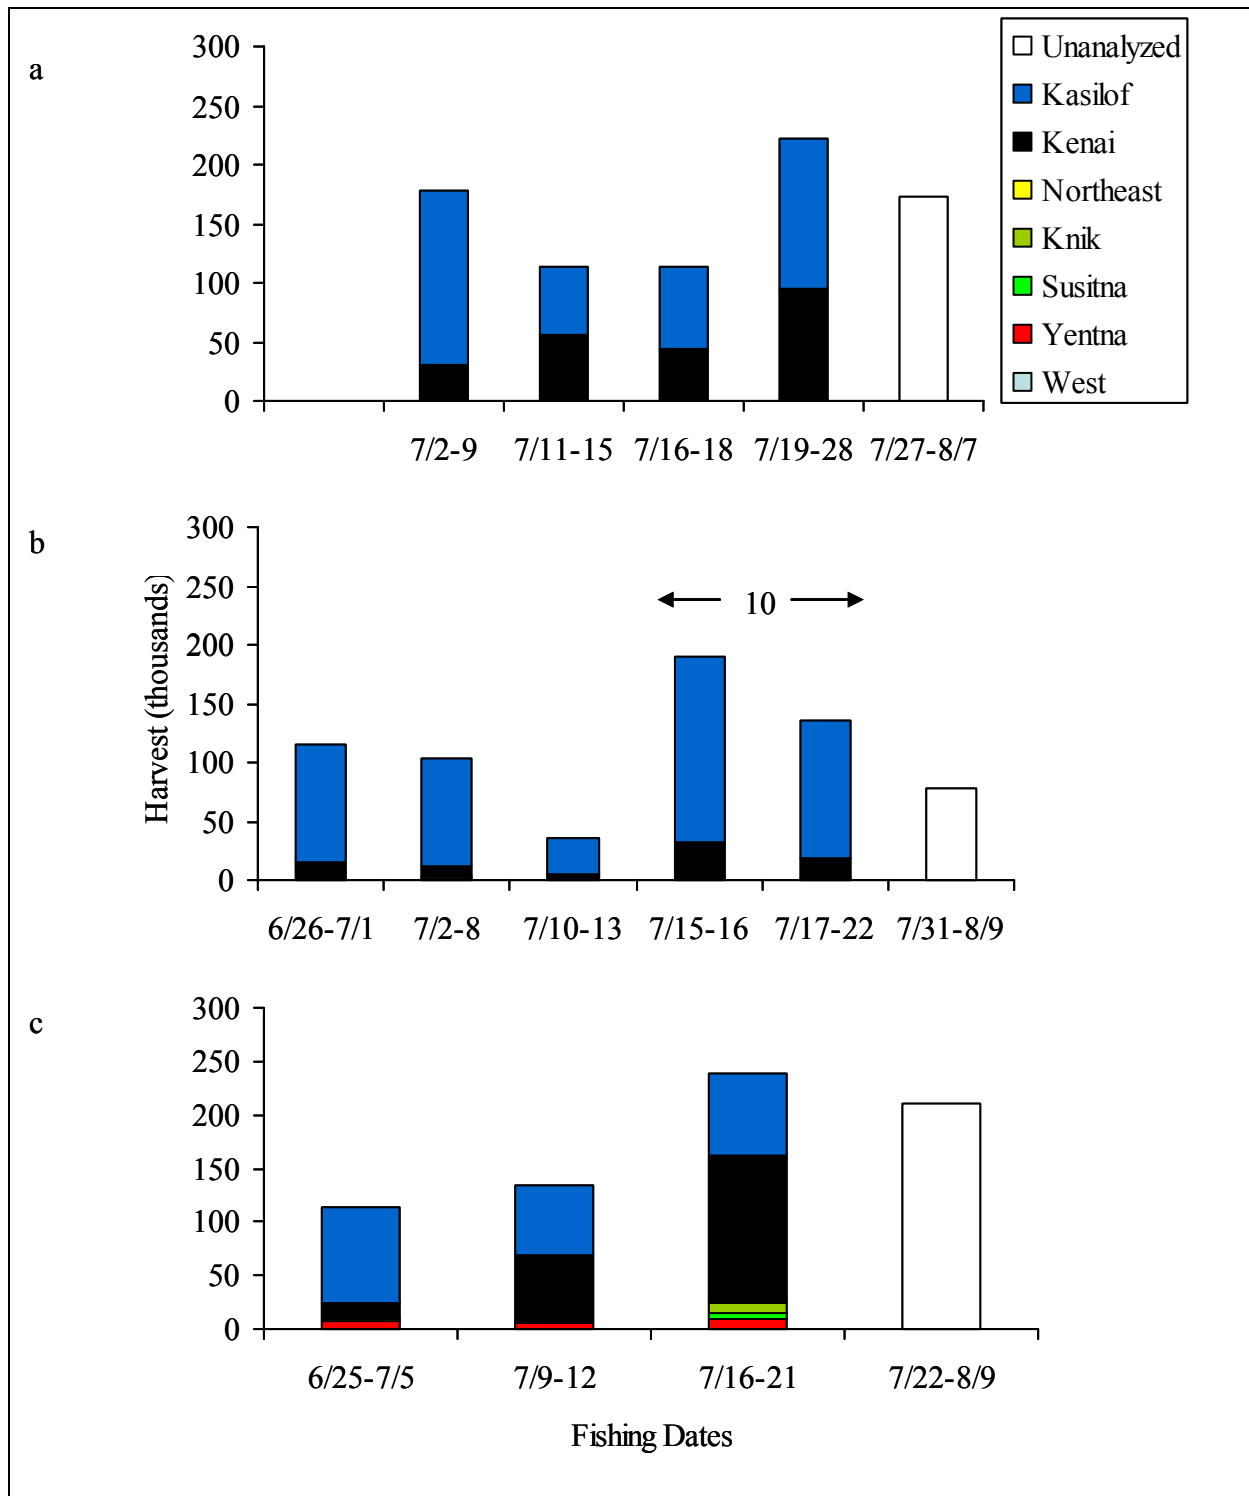 a
300
250
200
150
100
50
0
7/2-9 7/11-15 7/16-18 7/19-28 7/27-8/7
Unanalyzed
Kasilof
Kenai
Northeast
Knik
Susitna
Yentna
West
b
Harvest (thousands)
300
250
200
150
100
50
0
10
6/26-7/1 7/2-8 7/10-13 7/15-16 7/17-22 7/31-8/9
c
300
250
200
150
100
50
0
6/25-7/5 7/9-12 7/16-21 7/22-8/9
Fishing Dates